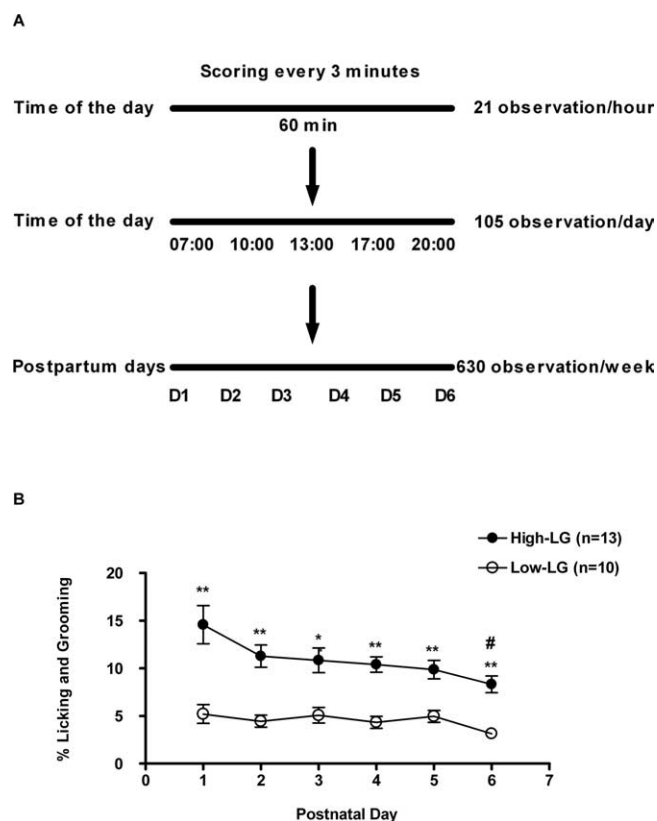 A
Scoring every 3 minutes
Time of the day 21 observation/hour
60 min
Time of the day 105 observation/day
07:00 10:00 13:00 17:00 20:00
Postpartum days 630 observation/week
D1 D2 D3 D4 D5 D6
B
High-LG (n=13)
Low-LG (n=10)
% Licking and Grooming
20
15
10
5
0
** ** * ** ** # **
0 1 2 3 4 5 6 7
Postnatal Day